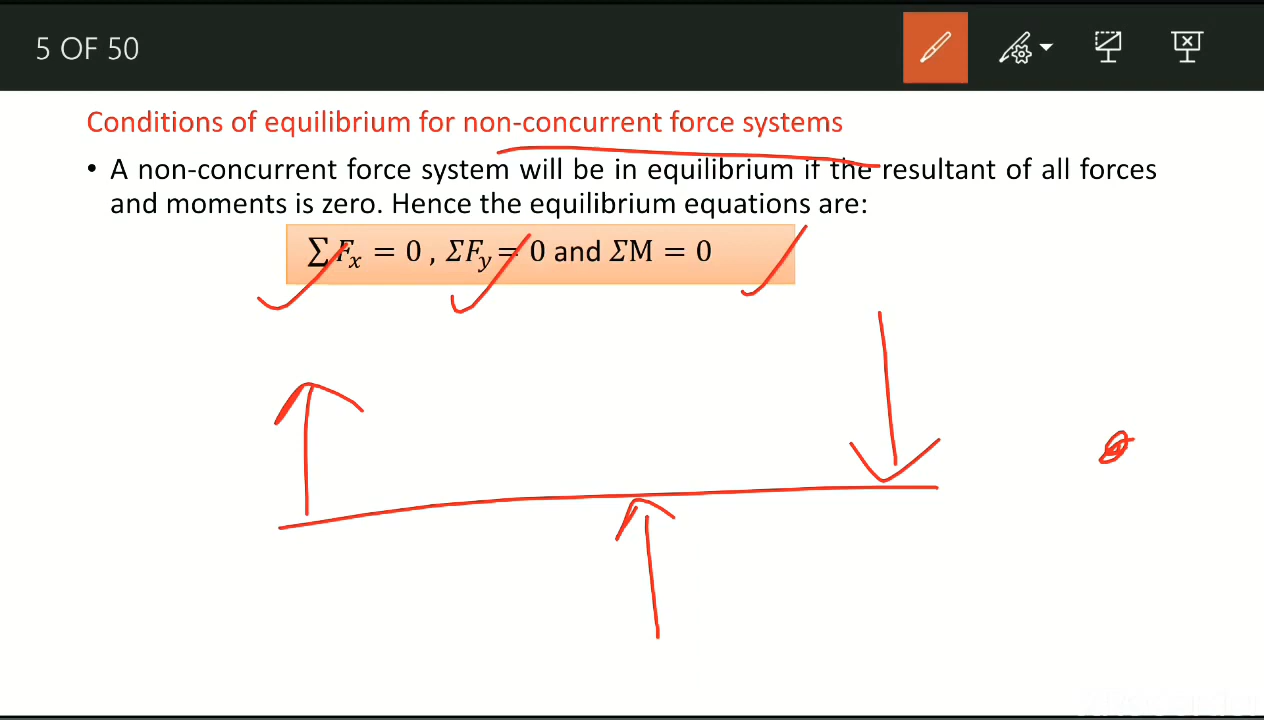 5 OF 50
Conditions of equilibrium for non-concurrent force systems
• A non-concurrent force system will be in equilibrium if the resultant of all forces
and moments is zero. Hence the equilibrium equations are:
∑ Fₓ = 0 , ΣF_y = 0 and ΣM = 0